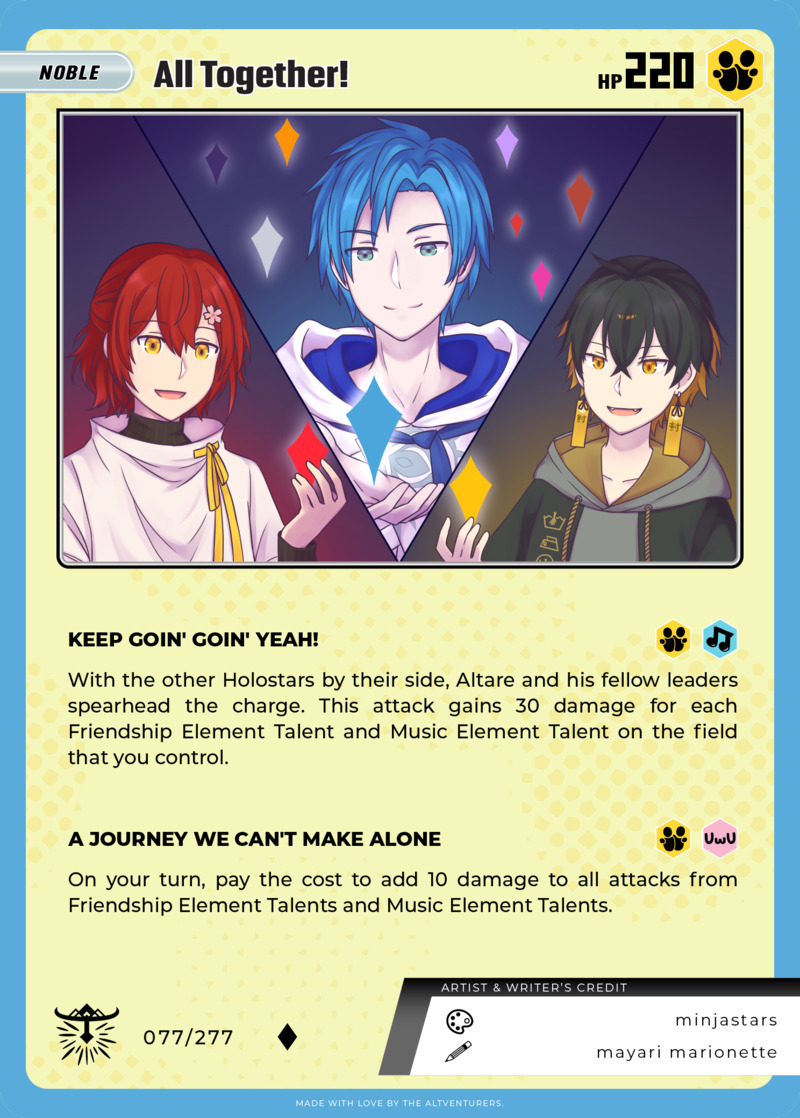 NOBLE
All Together!
HP 220
KEEP GOIN' GOIN' YEAH!
With the other Holostars by their side, Altare and his fellow leaders
spearhead the charge. This attack gains 30 damage for each
Friendship Element Talent and Music Element Talent on the field
that you control.
A JOURNEY WE CAN'T MAKE ALONE
UwU
On your turn, pay the cost to add 10 damage to all attacks from
Friendship Element Talents and Music Element Talents.
077/277
ARTIST & WRITER'S CREDIT
minjastars
mayari marionette
MADE WITH LOVE BY THE ALTVENTURERS.